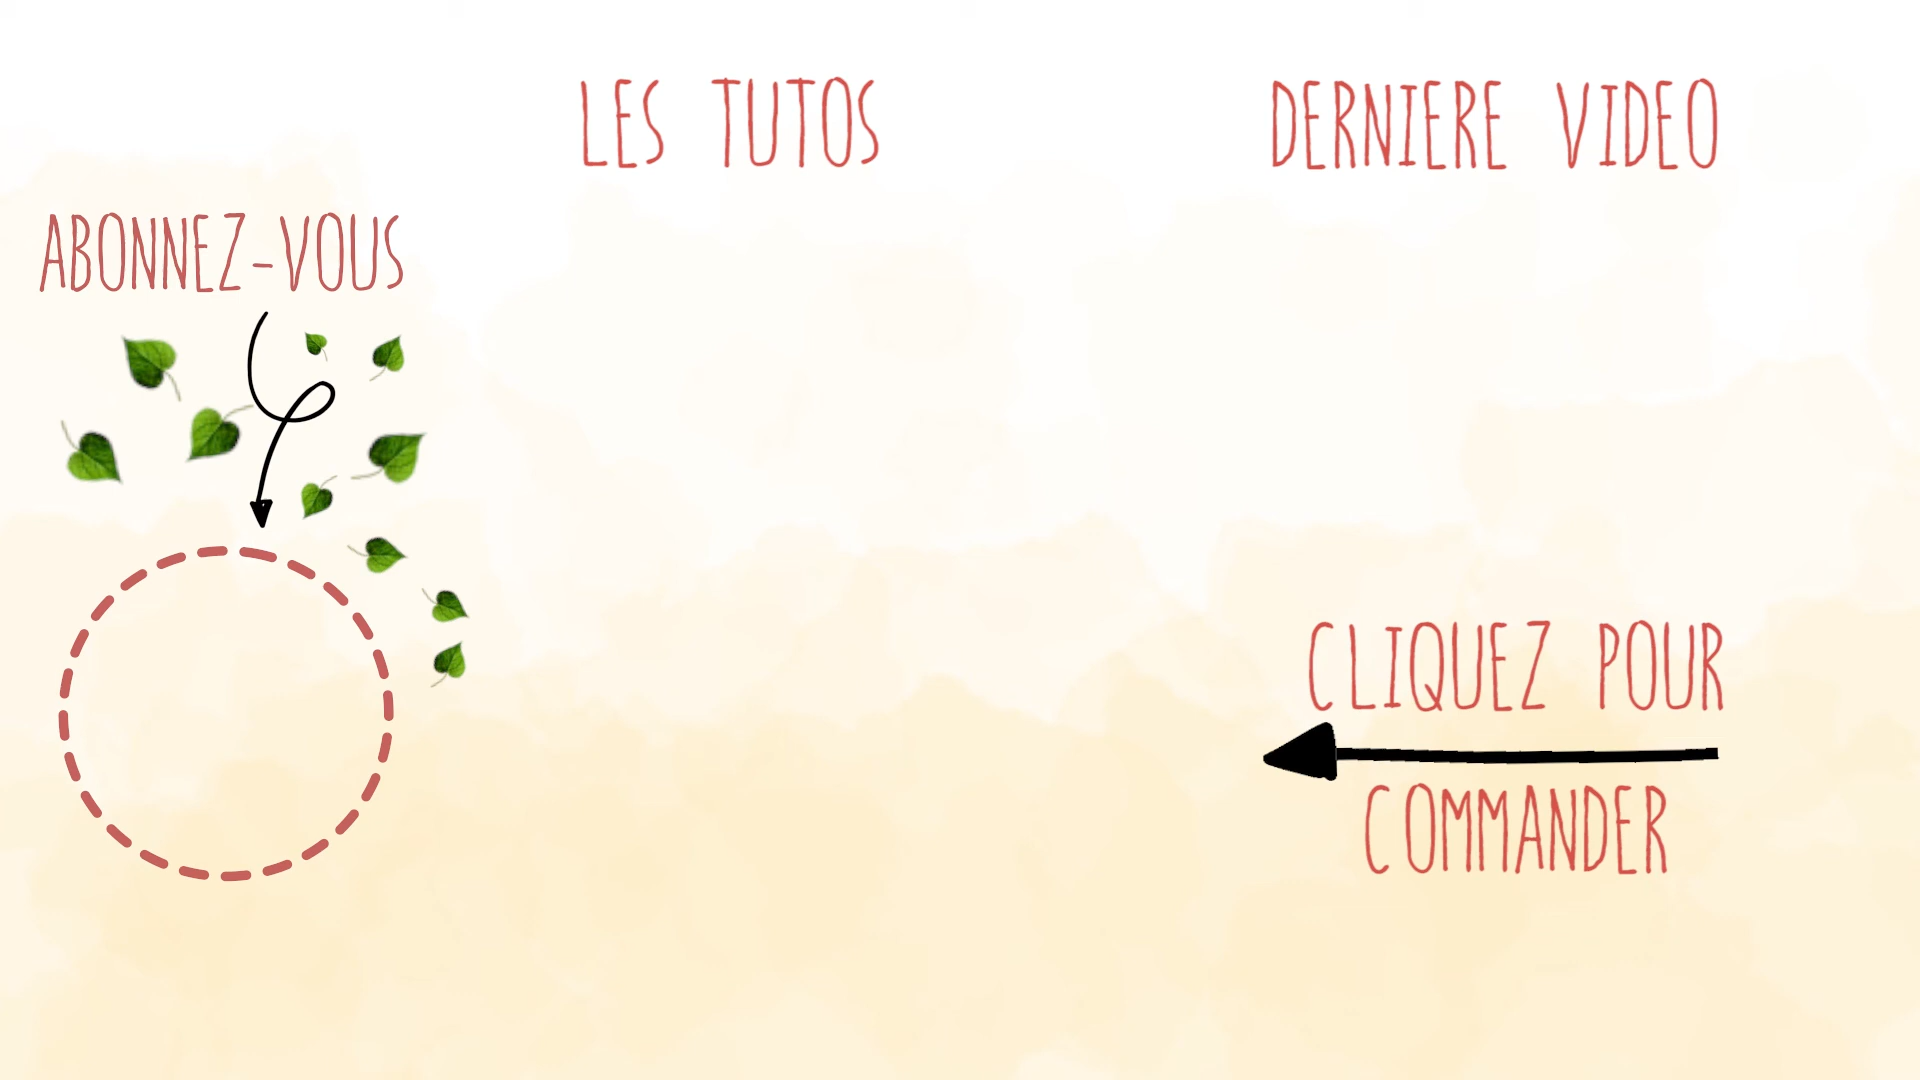 LES TUTOS
DERNIERE VIDEO
ABONNEZ-VOUS
CLIQUEZ POUR
COMMANDER